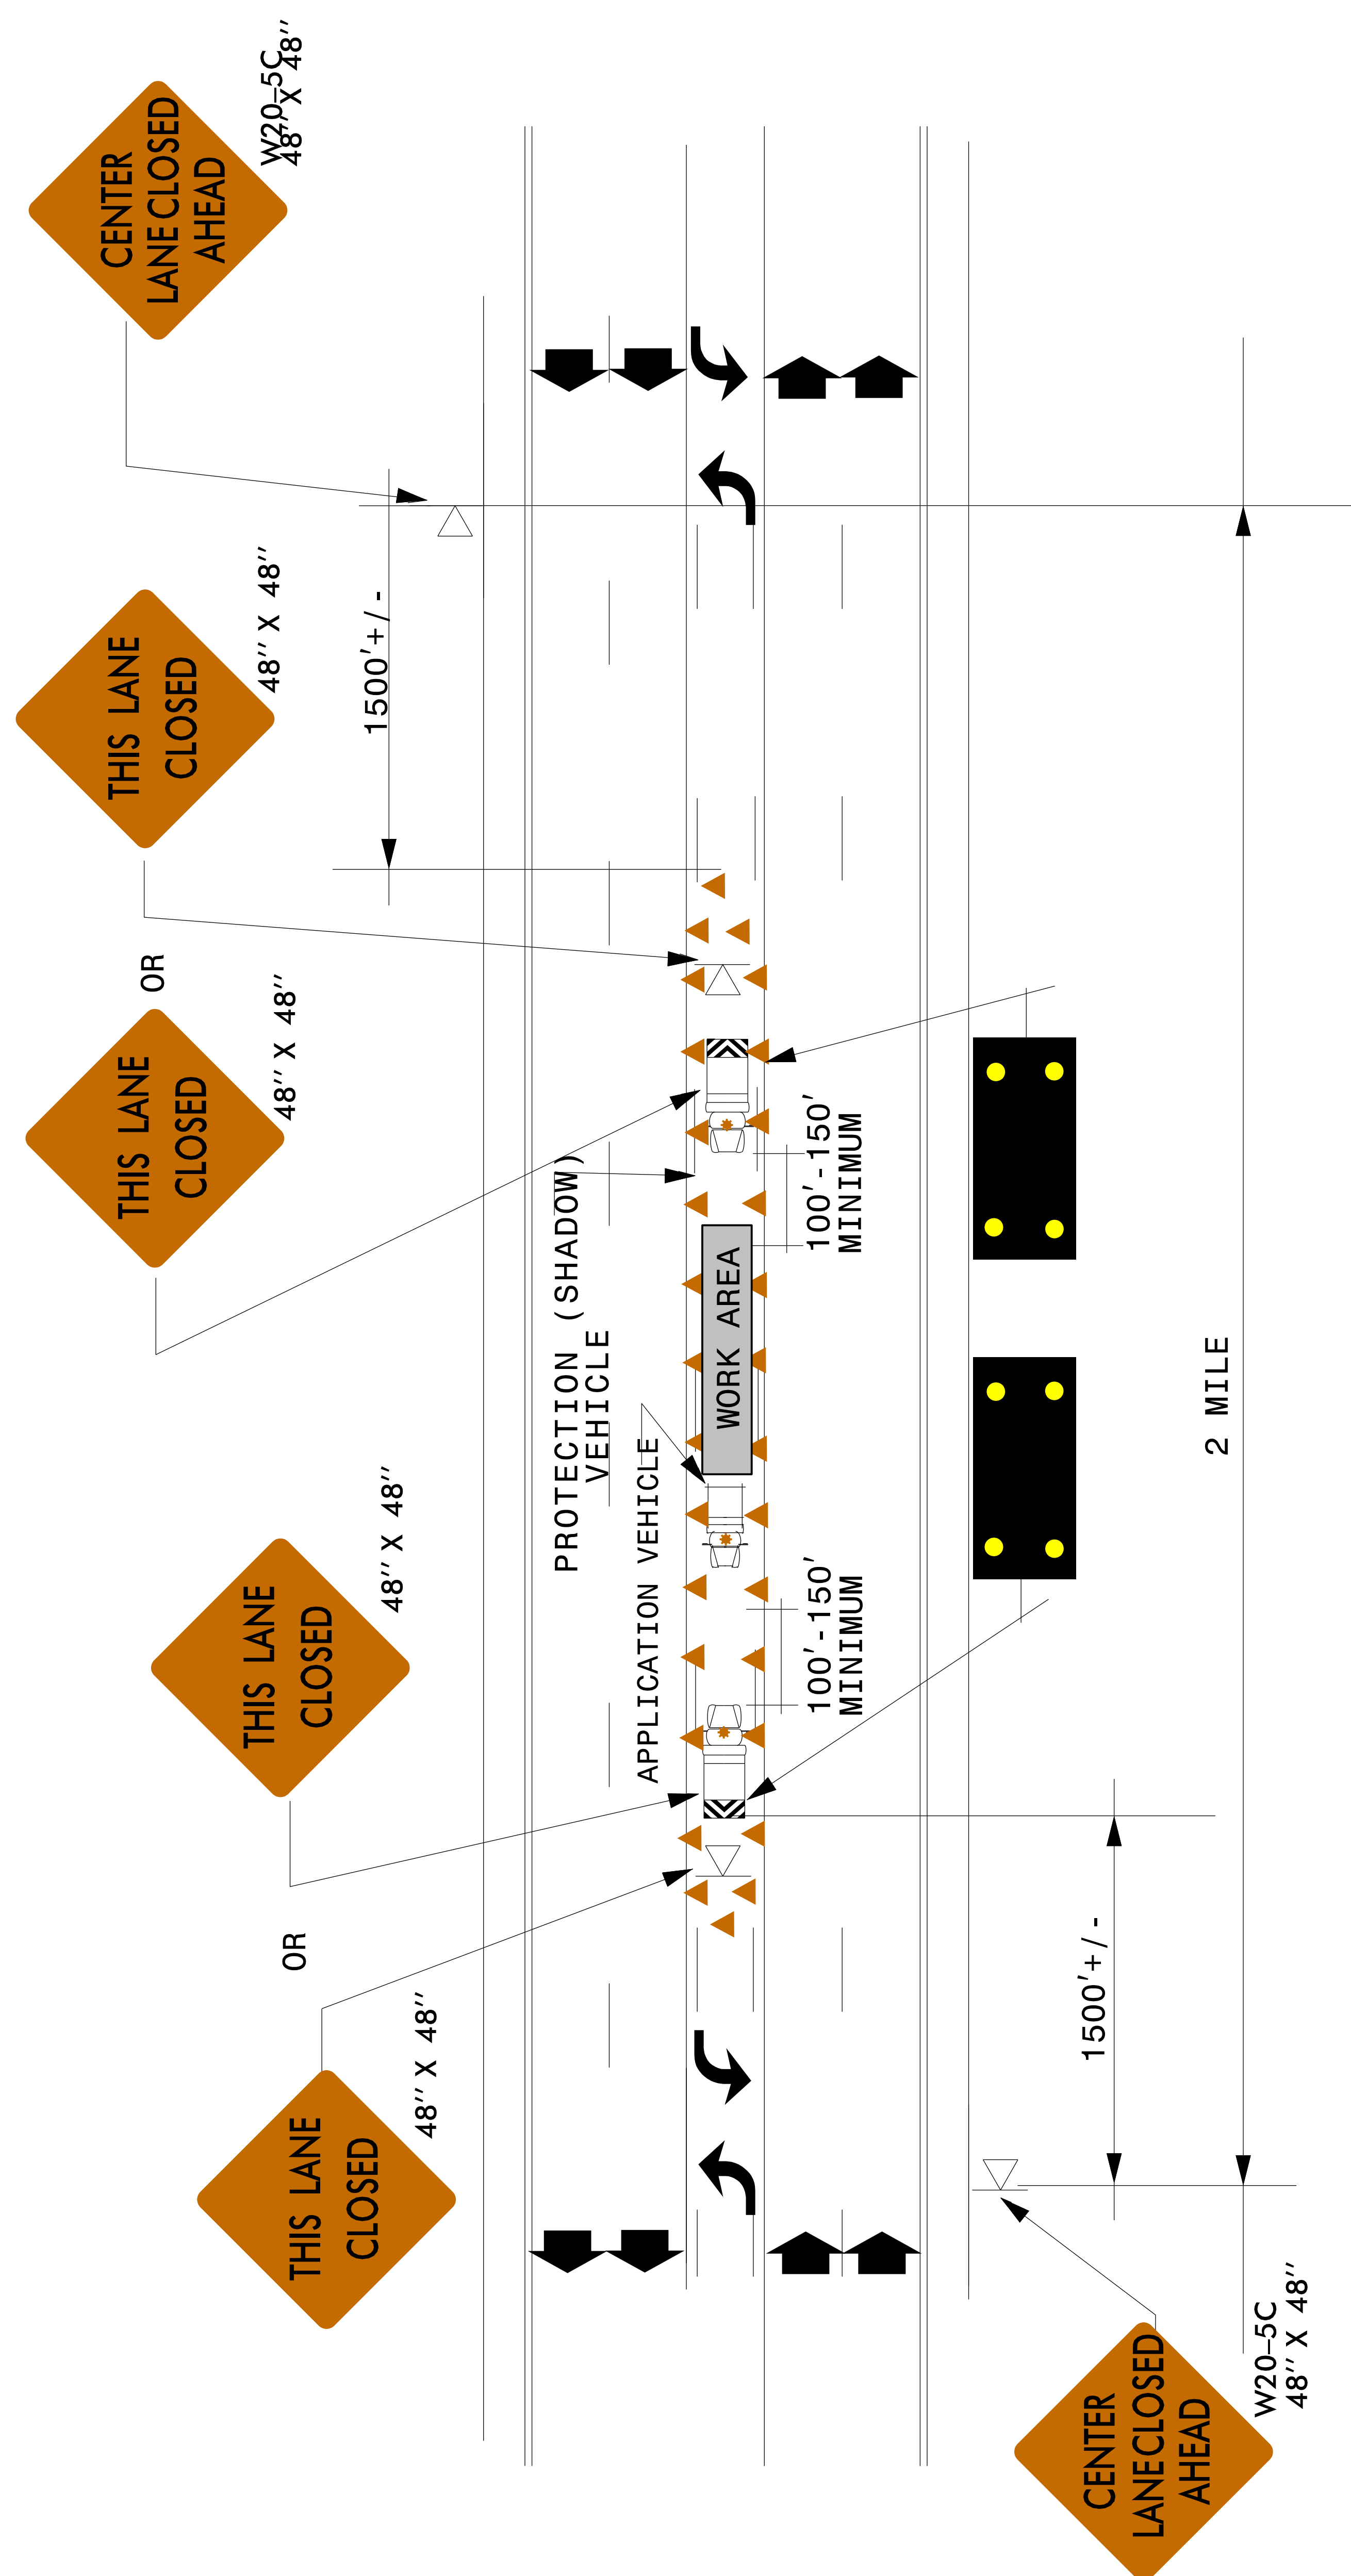 CENTER
LANE CLOSED
AHEAD
W20-5C
48'' X 48''
THIS LANE
CLOSED
48'' X 48''
1500'+/-
OR
THIS LANE
CLOSED
48'' X 48''
PROTECTION (SHADOW)
VEHICLE
100'-150'
MINIMUM
WORK AREA
APPLICATION VEHICLE
100'-150'
MINIMUM
2 MILE
THIS LANE
CLOSED
48'' X 48''
OR
THIS LANE
CLOSED
48'' X 48''
1500'+/-
CENTER
LANE CLOSED
AHEAD
W20-5C
48'' X 48''